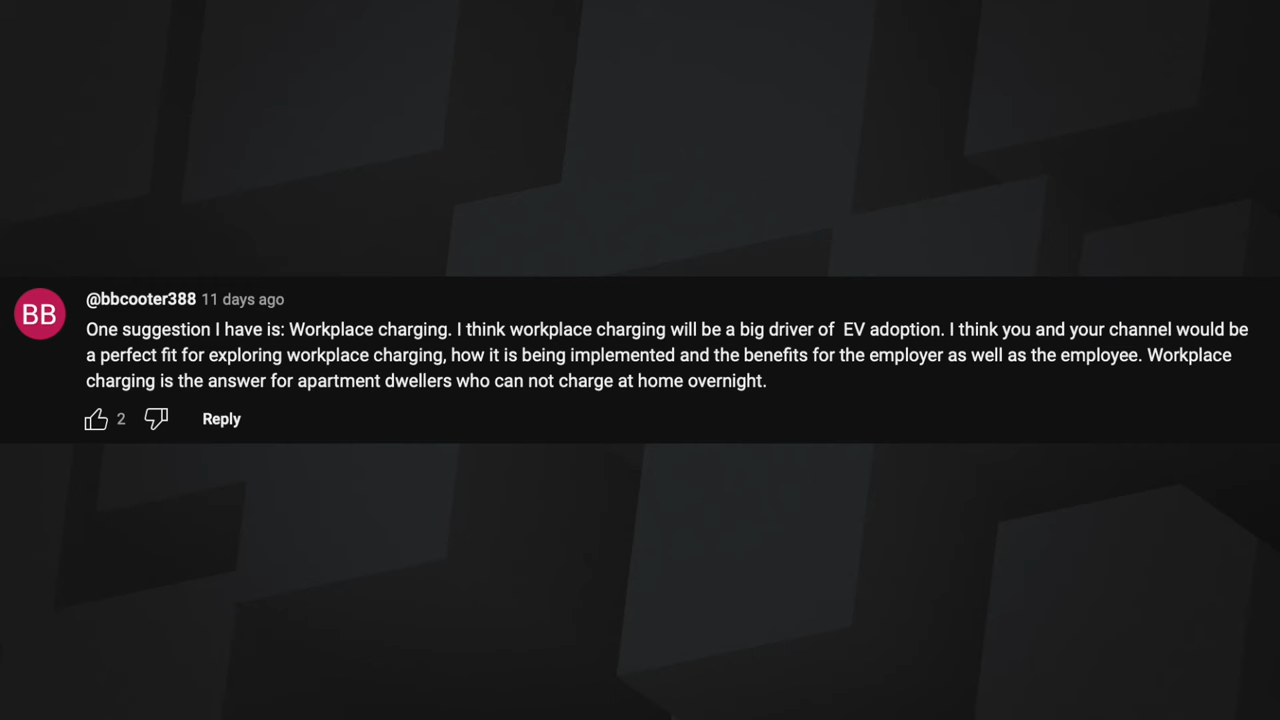 BB
@bbcooter388 11 days ago
One suggestion I have is: Workplace charging. I think workplace charging will be a big driver of  EV adoption. I think you and your channel would be
a perfect fit for exploring workplace charging, how it is being implemented and the benefits for the employer as well as the employee. Workplace
charging is the answer for apartment dwellers who can not charge at home overnight.
2 Reply